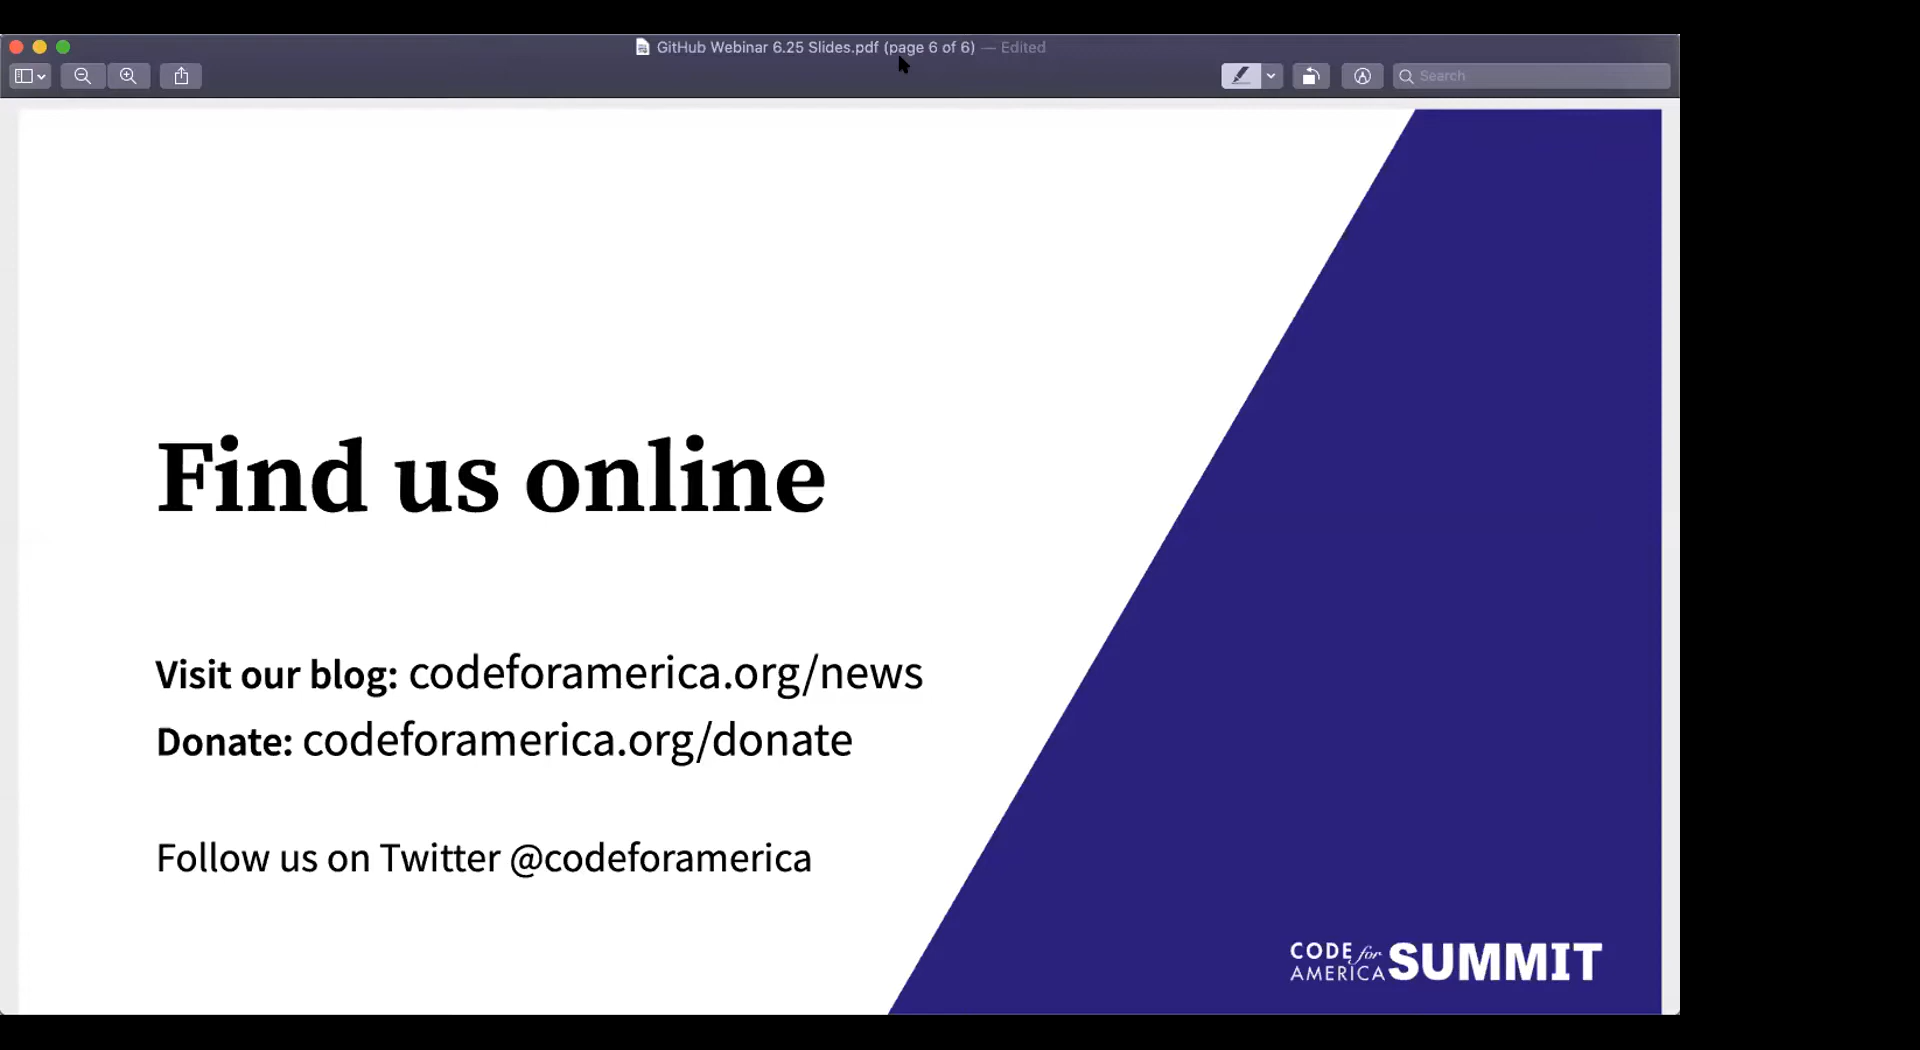 GitHub Webinar 6.25 Slides.pdf (page 6 of 6) — Edited
Search
Find us online
Visit our blog: codeforamerica.org/news
Donate: codeforamerica.org/donate
Follow us on Twitter @codeforamerica
CODE for
AMERICA SUMMIT